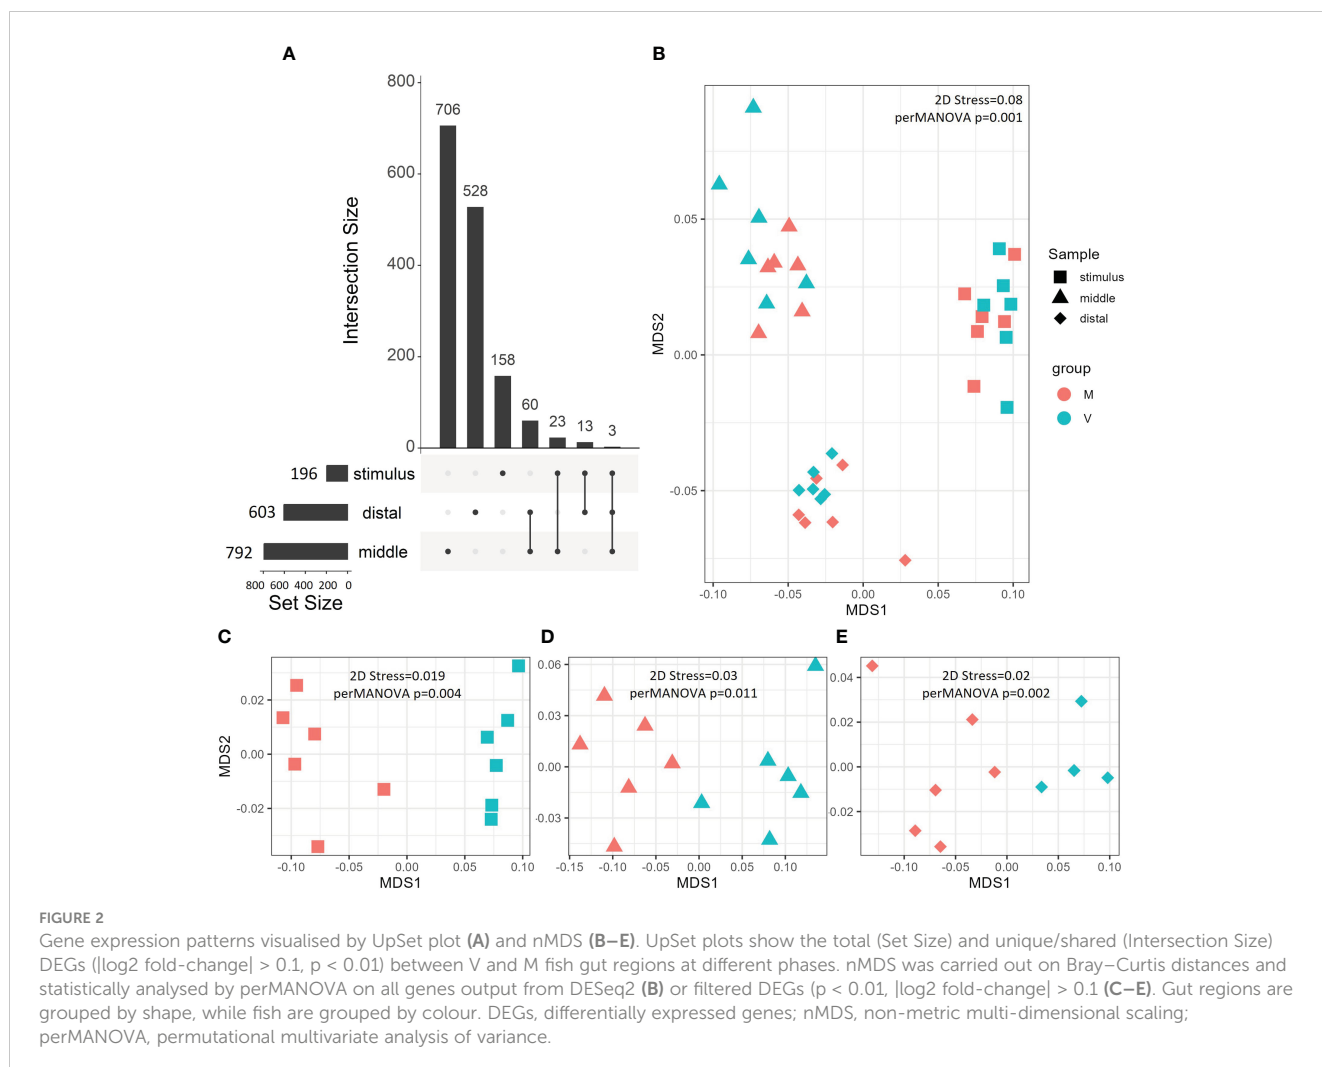 A
800
706
600
528
400
200
158
60
23
13
3
0
Intersection Size
196
stimulus
603
distal
792
middle
800 600 400 200 0
Set Size
B
2D Stress=0.08
perMANOVA p=0.001
0.05
0.00
-0.05
MDS2
-0.10 -0.05 0.00 0.05 0.10
MDS1
Sample
stimulus
middle
distal
group
M
V
C
2D Stress=0.019
perMANOVA p=0.004
0.02
0.00
-0.02
MDS2
-0.10 -0.05 0.00 0.05 0.10
MDS1
D
2D Stress=0.03
perMANOVA p=0.011
0.06
0.03
0.00
-0.03
-0.15 -0.10 -0.05 0.00 0.05 0.10
MDS1
E
2D Stress=0.02
perMANOVA p=0.002
0.04
0.02
0.00
-0.02
-0.10 -0.05 0.00 0.05 0.10
MDS1
FIGURE 2
Gene expression patterns visualised by UpSet plot (A) and nMDS (B–E). UpSet plots show the total (Set Size) and unique/shared (Intersection Size)
DEGs (|log2 fold-change| > 0.1, p < 0.01) between V and M fish gut regions at different phases. nMDS was carried out on Bray–Curtis distances and
statistically analysed by perMANOVA on all genes output from DESeq2 (B) or filtered DEGs (p < 0.01, |log2 fold-change| > 0.1 (C–E). Gut regions are
grouped by shape, while fish are grouped by colour. DEGs, differentially expressed genes; nMDS, non-metric multi-dimensional scaling;
perMANOVA, permutational multivariate analysis of variance.